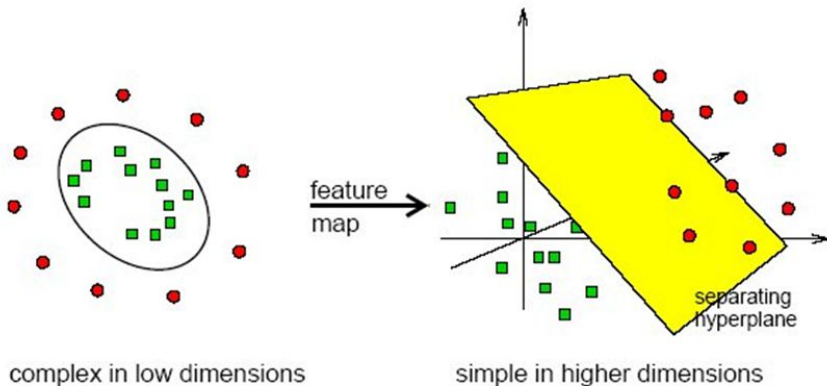 feature
map
separating
hyperplane
complex in low dimensions
simple in higher dimensions